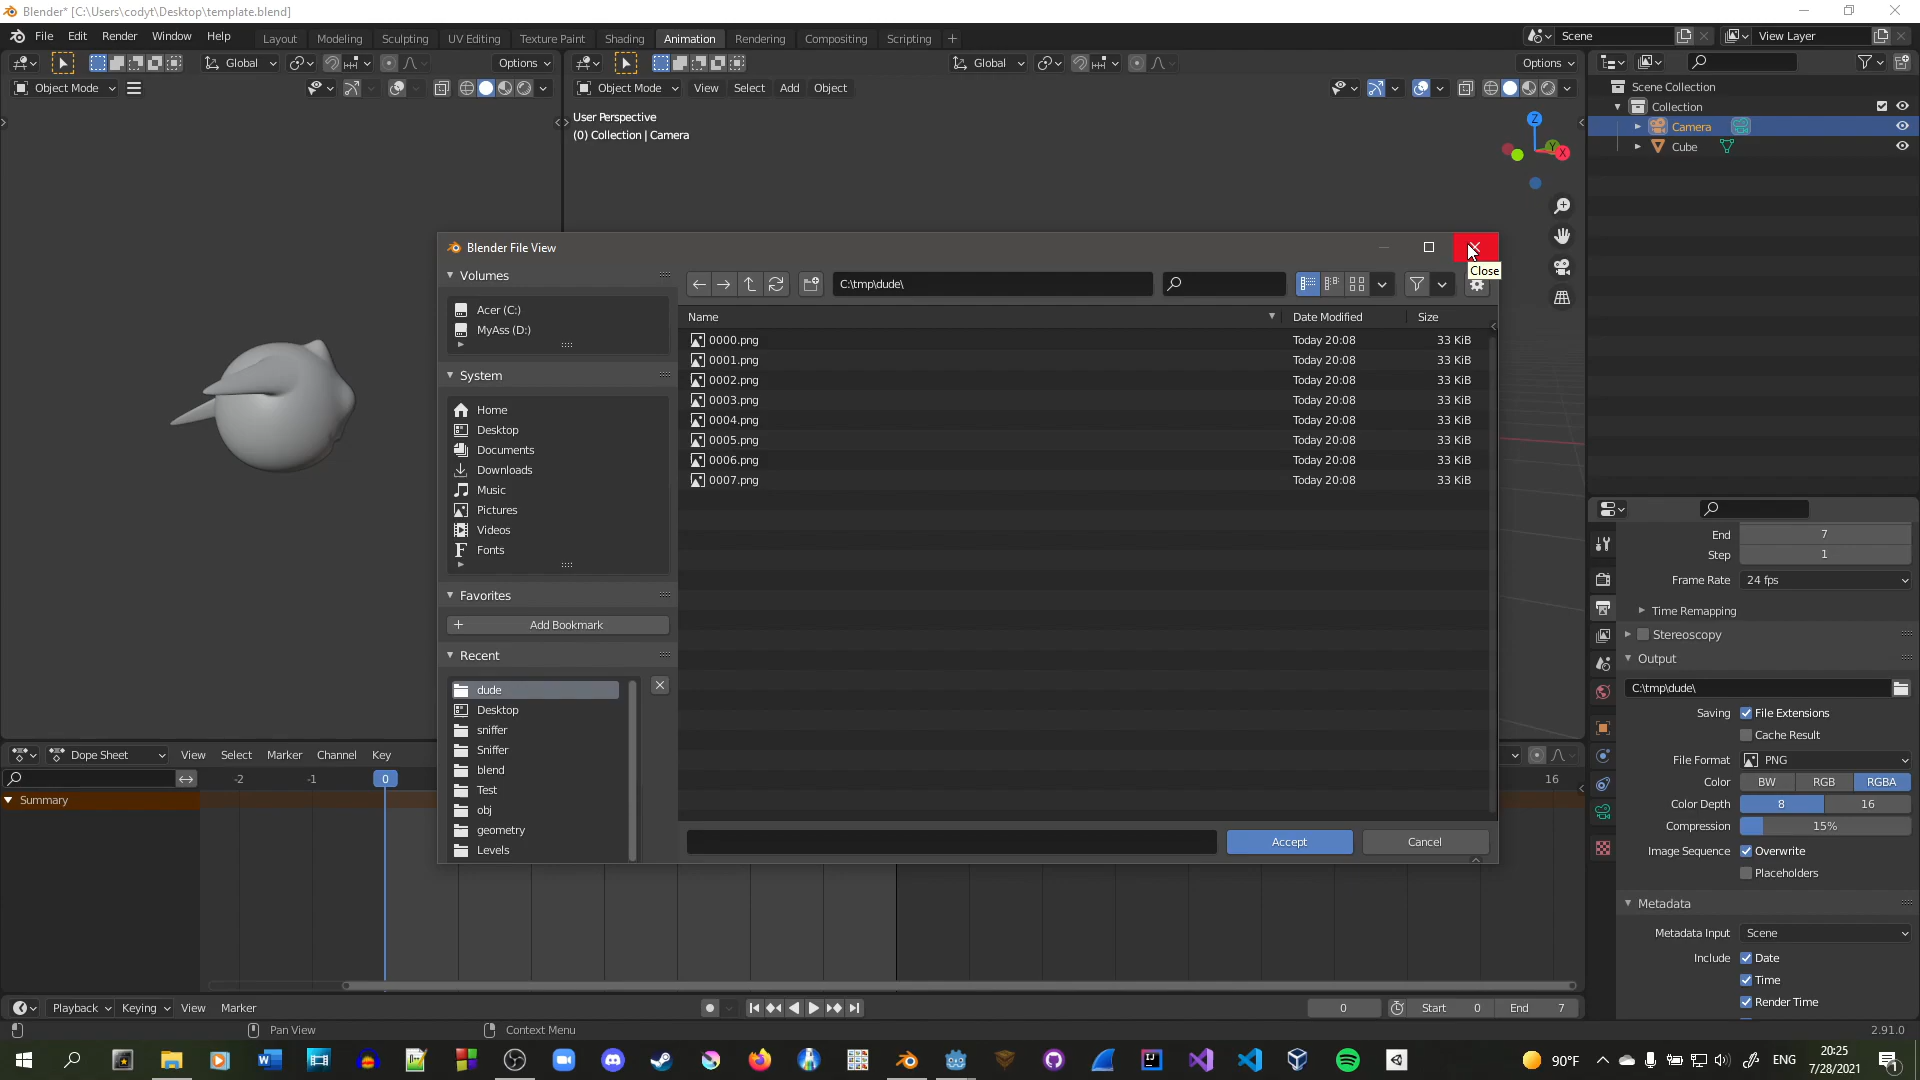 Blender* [C:\Users\codyt\Desktop\template.blend]
File Edit Render Window Help
Layout Modeling Sculpting UV Editing Texture Paint Shading Animation Rendering Compositing Scripting +
Scene View Layer
Global Options
Global Options
Object Mode
Object Mode View Select Add Object
User Perspective
(0) Collection | Camera
Z
Y
X
Scene Collection
Collection
Camera
Cube
Blender File View
Close
Volumes
Acer (C:)
MyAss (D:)
System
Home
Desktop
Documents
Downloads
Music
Pictures
Videos
Fonts
Favorites
+ Add Bookmark
Recent
dude
Desktop
sniffer
Sniffer
blend
Test
obj
geometry
Levels
C:\tmp\dude\
Name Date Modified Size
0000.png Today 20:08 33 KiB
0001.png Today 20:08 33 KiB
0002.png Today 20:08 33 KiB
0003.png Today 20:08 33 KiB
0004.png Today 20:08 33 KiB
0005.png Today 20:08 33 KiB
0006.png Today 20:08 33 KiB
0007.png Today 20:08 33 KiB
Accept Cancel
End 7
Step 1
Frame Rate 24 fps
Time Remapping
Stereoscopy
Output
C:\tmp\dude\
Saving File Extensions
Cache Result
File Format PNG
Color BW RGB RGBA
Color Depth 8 16
Compression 15%
Image Sequence Overwrite
Placeholders
Metadata
Metadata Input Scene
Include Date
Time
Render Time
Dope Sheet View Select Marker Channel Key
-2 -1 0 16
Summary
Playback Keying View Marker
0 Start 0 End 7
Pan View Context Menu 2.91.0
90°F ENG 20:25
7/28/2021
1